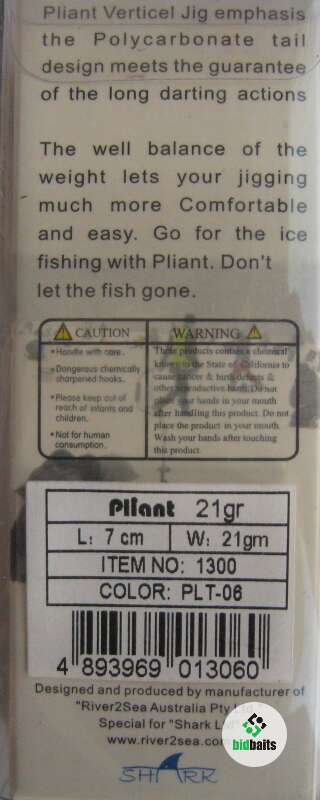 Pliant Verticel Jig emphasis
the Polycarbonate tail
design meets the guarantee
of the long darting actions
The well balance of the
weight lets your jigging
much more Comfortable
and easy. Go for the ice
fishing with Pliant. Don't
let the fish gone.
CAUTION
•Handle with care.
•Dangerous chemically
sharpened hooks.
•Please keep out of
reach of infants and
children.
•Not for human
consumption.
WARNING
These products contain a chemical
known to the State of California to
cause cancer & birth defects &
other reproductive harm. Do not
place your hands in your mouth
after handling this product. Do not
place the product in your mouth.
Wash your hands after touching
this product.
Pliant 21gr
L: 7 cm W: 21gm
ITEM NO: 1300
COLOR: PLT-06
4 893969 013060
Designed and produced by manufacturer of
"River2Sea Australia Pty Ltd."
Special for "Shark
www.river2sea.com
bidbaits
SHARK